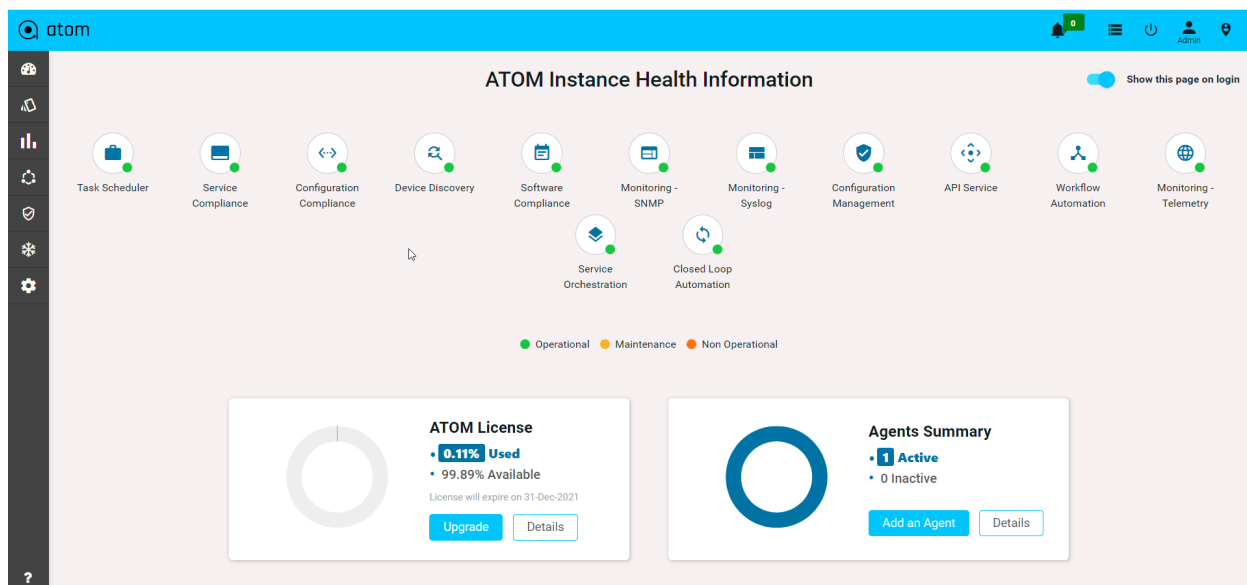 atom
0
Admin
ATOM Instance Health Information
Show this page on login
Task Scheduler
Service
Compliance
Configuration
Compliance
Device Discovery
Software
Compliance
Monitoring -
SNMP
Monitoring -
Syslog
Configuration
Management
API Service
Workflow
Automation
Monitoring -
Telemetry
Service
Orchestration
Closed Loop
Automation
Operational
Maintenance
Non Operational
ATOM License
• 0.11% Used
• 99.89% Available
License will expire on 31-Dec-2021
Upgrade
Details
Agents Summary
• 1 Active
• 0 Inactive
Add an Agent
Details
?